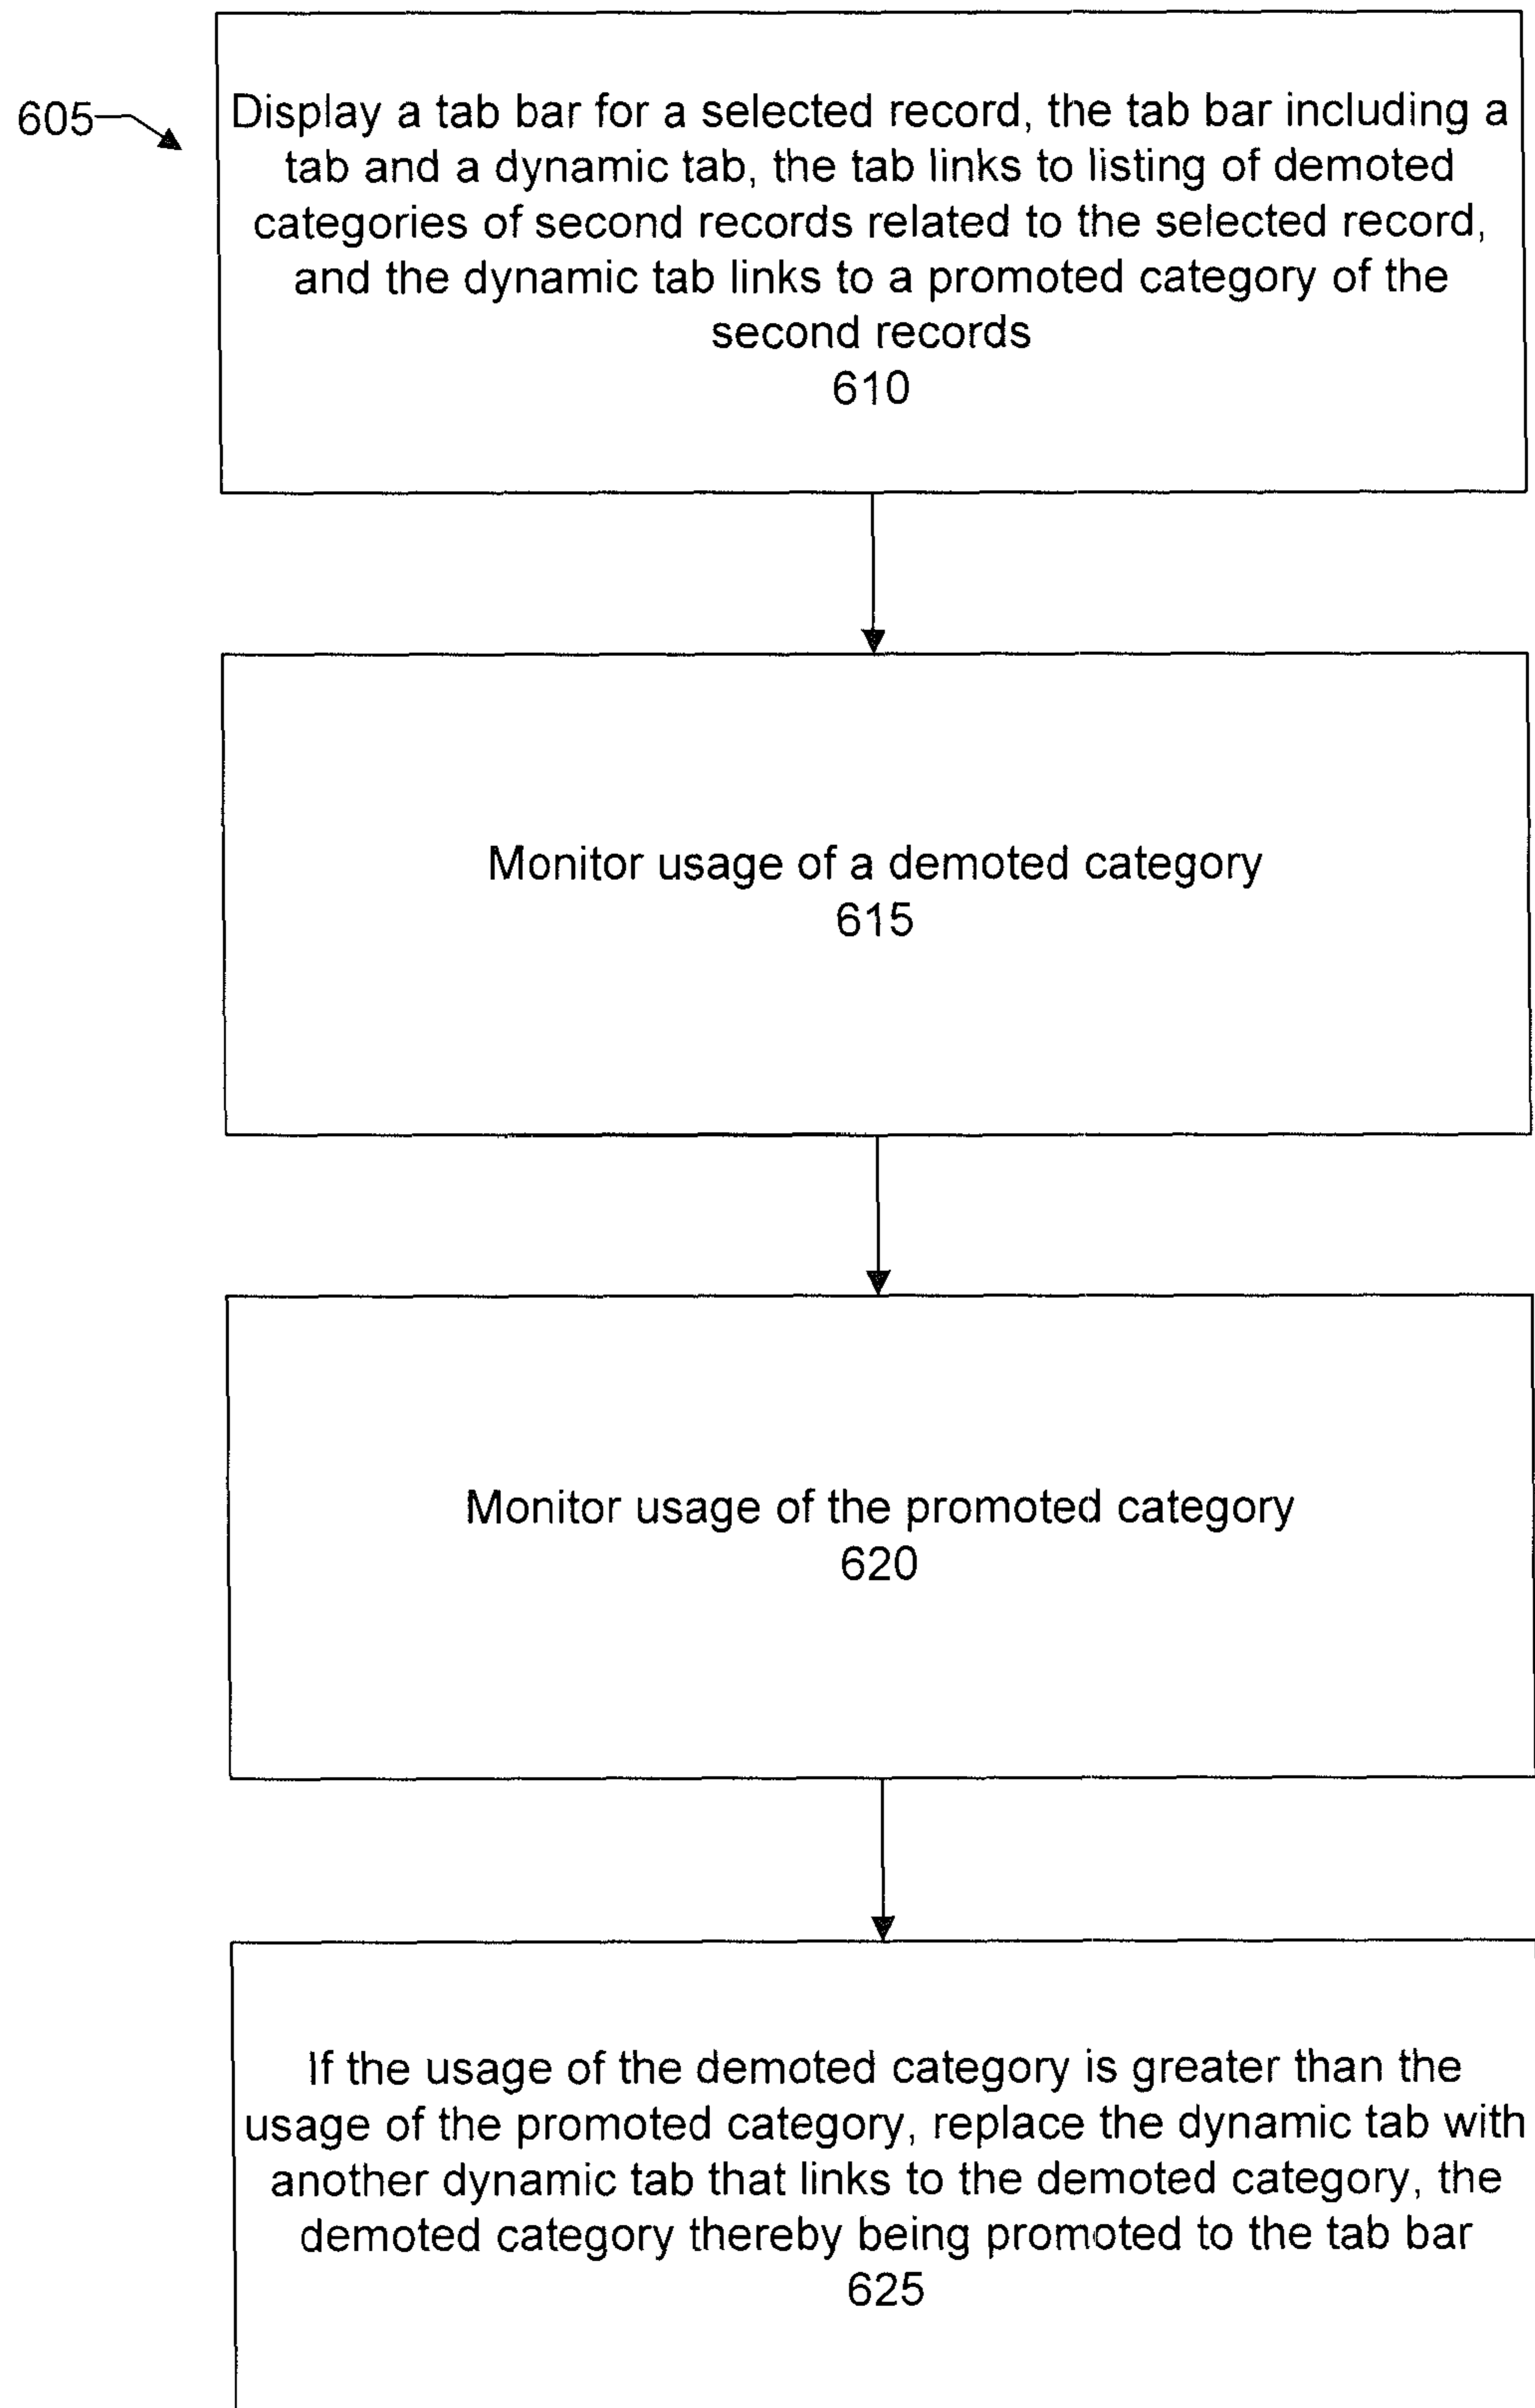 605
Display a tab bar for a selected record, the tab bar including a
tab and a dynamic tab, the tab links to listing of demoted
categories of second records related to the selected record,
and the dynamic tab links to a promoted category of the
second records
610
Monitor usage of a demoted category
615
Monitor usage of the promoted category
620
If the usage of the demoted category is greater than the
usage of the promoted category, replace the dynamic tab with
another dynamic tab that links to the demoted category, the
demoted category thereby being promoted to the tab bar
625